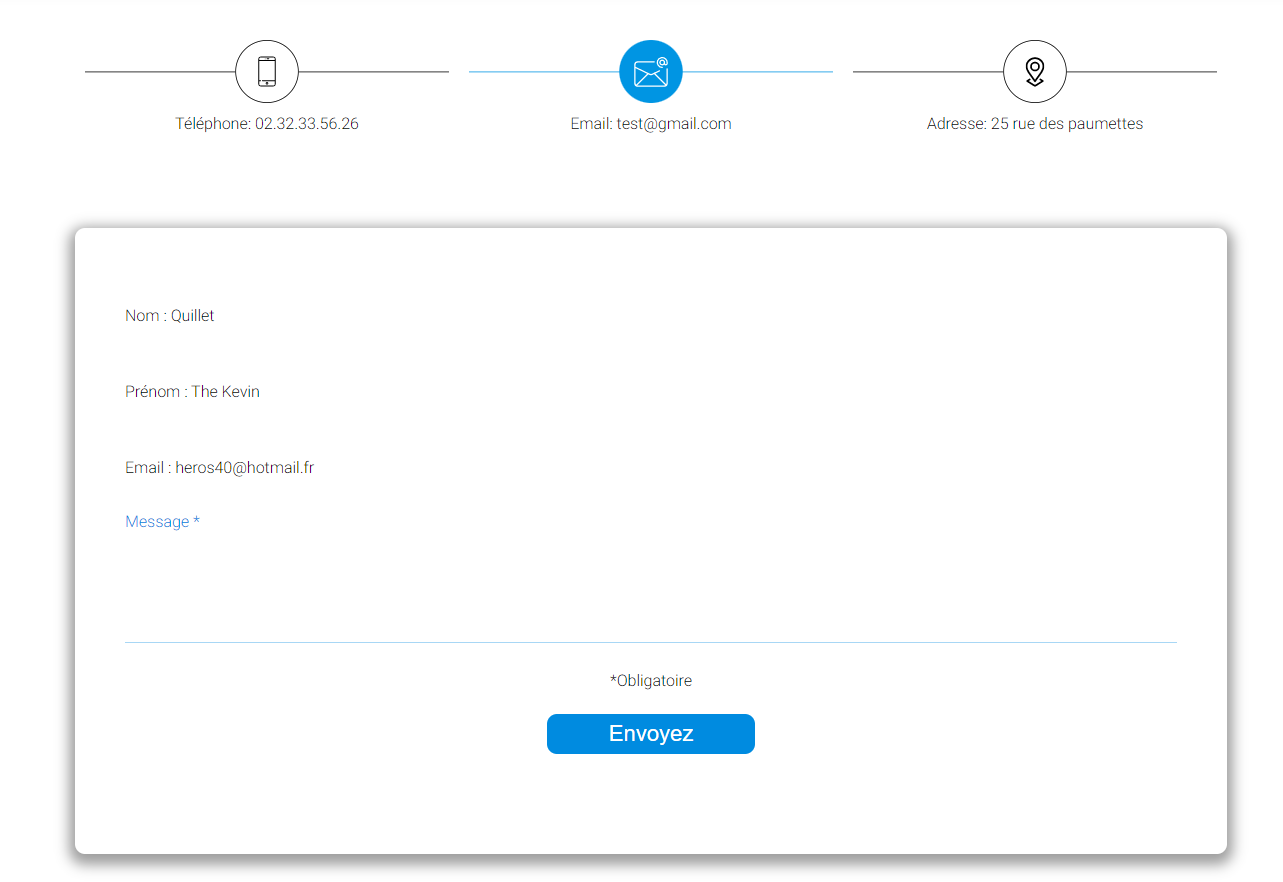 Téléphone: 02.32.33.56.26
Email: test@gmail.com
Adresse: 25 rue des paumettes
Nom : Quillet
Prénom : The Kevin
Email : heros40@hotmail.fr
Message *
*Obligatoire
Envoyez